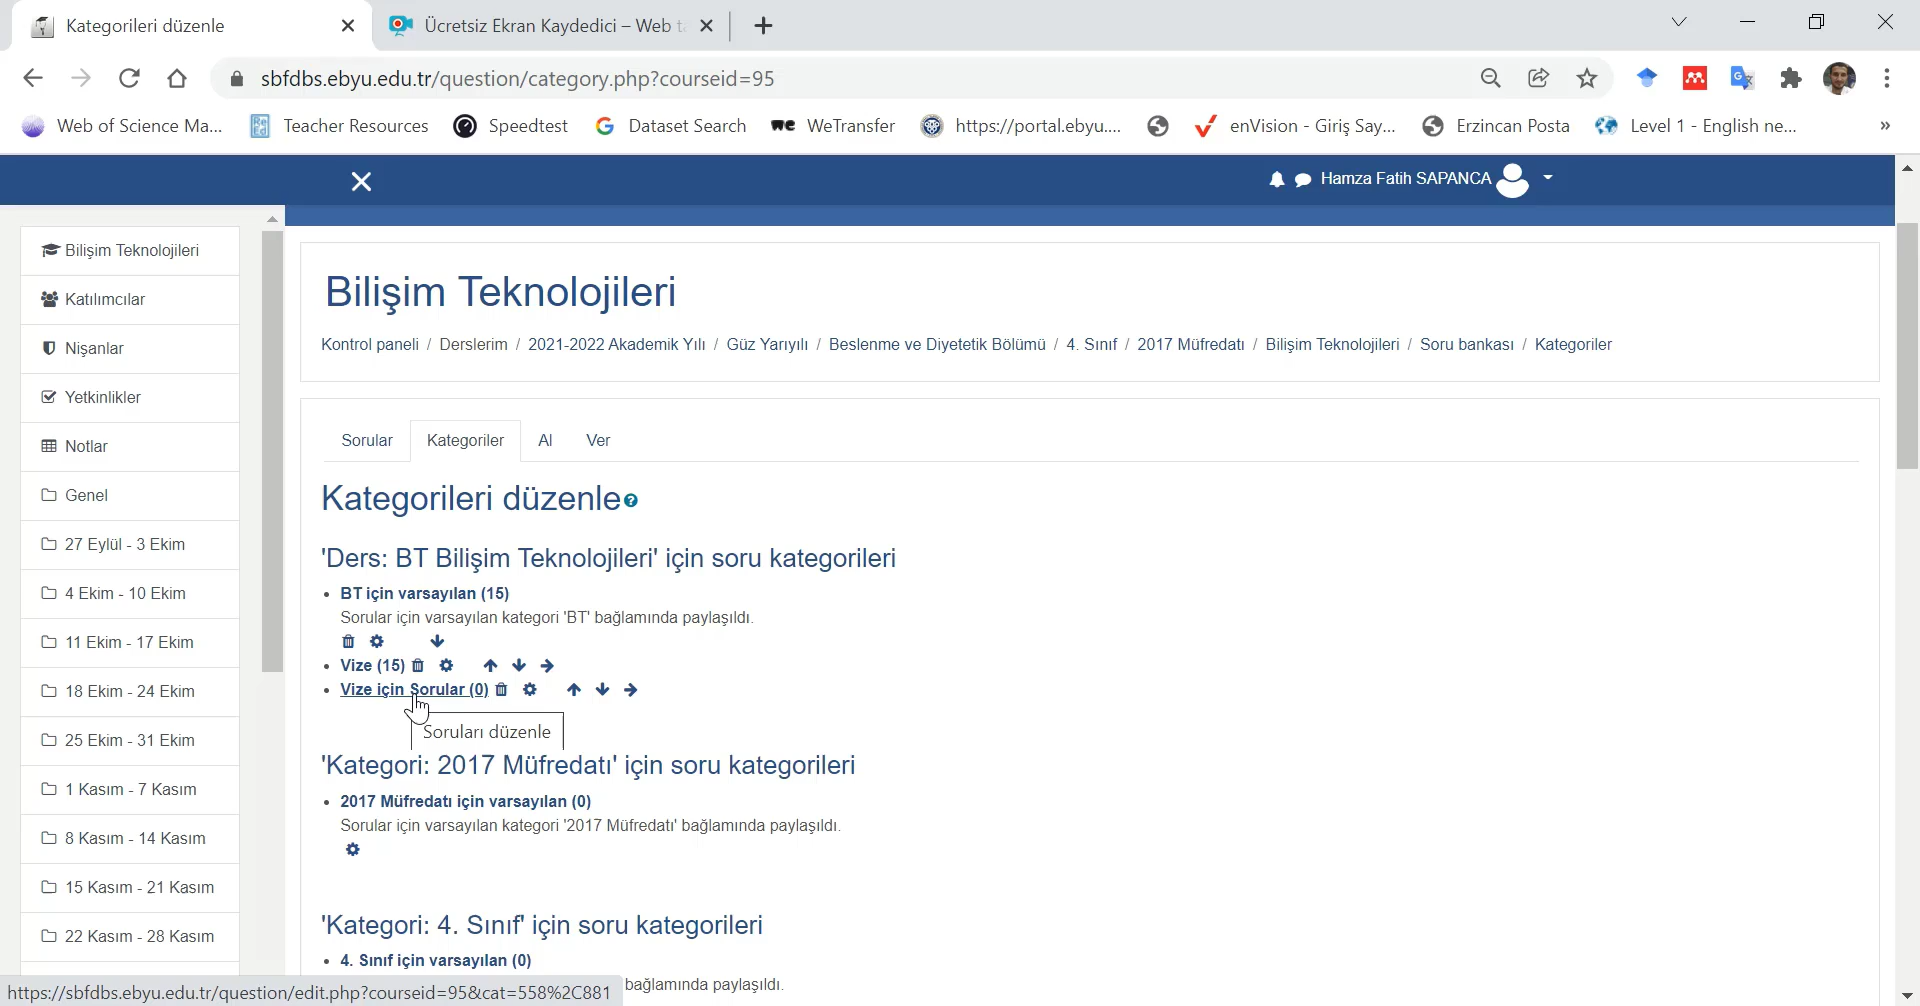 Kategorileri düzenle
Ücretsiz Ekran Kaydedici – Web ta
sbfdbs.ebyu.edu.tr/question/category.php?courseid=95
Web of Science Ma...
Teacher Resources
Speedtest
Dataset Search
WeTransfer
https://portal.ebyu....
enVision - Giriş Say...
Erzincan Posta
Level 1 - English ne...
»
Hamza Fatih SAPANCA
Bilişim Teknolojileri
Katılımcılar
Nişanlar
Yetkinlikler
Notlar
Genel
27 Eylül - 3 Ekim
4 Ekim - 10 Ekim
11 Ekim - 17 Ekim
18 Ekim - 24 Ekim
25 Ekim - 31 Ekim
1 Kasım - 7 Kasım
8 Kasım - 14 Kasım
15 Kasım - 21 Kasım
22 Kasım - 28 Kasım
Bilişim Teknolojileri
Kontrol paneli / Derslerim / 2021-2022 Akademik Yılı / Güz Yarıyılı / Beslenme ve Diyetetik Bölümü / 4. Sınıf / 2017 Müfredatı / Bilişim Teknolojileri / Soru bankası / Kategoriler
Sorular Kategoriler Al Ver
Kategorileri düzenle
'Ders: BT Bilişim Teknolojileri' için soru kategorileri
• BT için varsayılan (15)
Sorular için varsayılan kategori 'BT' bağlamında paylaşıldı.
• Vize (15)
• Vize için Sorular (0)
Soruları düzenle
'Kategori: 2017 Müfredatı' için soru kategorileri
• 2017 Müfredatı için varsayılan (0)
Sorular için varsayılan kategori '2017 Müfredatı' bağlamında paylaşıldı.
'Kategori: 4. Sınıf' için soru kategorileri
• 4. Sınıf için varsayılan (0)
bağlamında paylaşıldı.
https://sbfdbs.ebyu.edu.tr/question/edit.php?courseid=95&cat=558%2C881